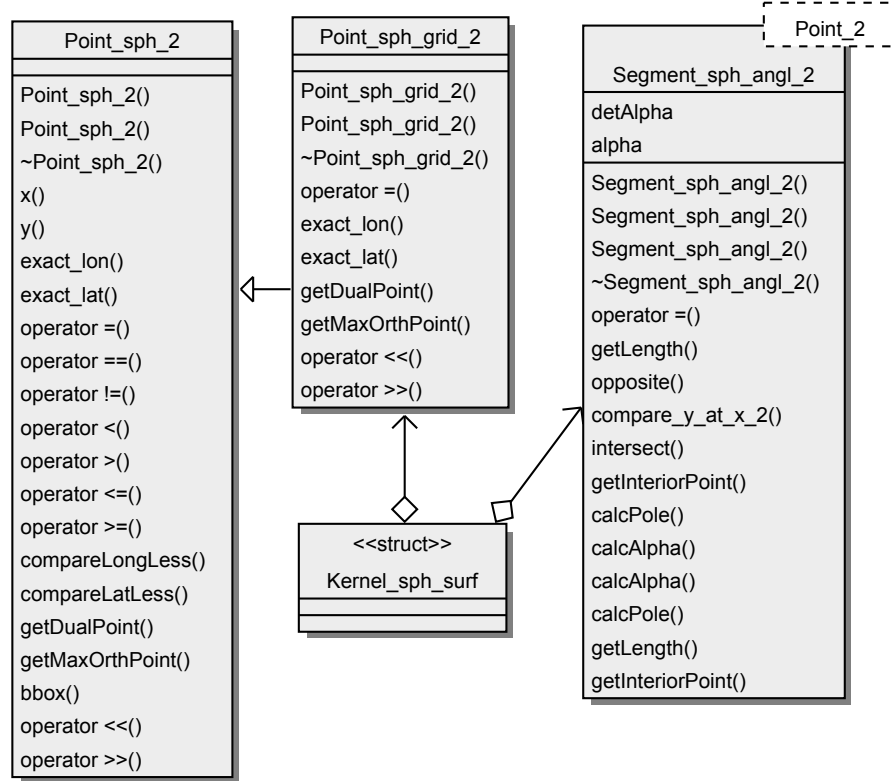 Point_sph_2
Point_sph_2()
Point_sph_2()
~Point_sph_2()
x()
y()
exact_lon()
exact_lat()
operator =()
operator ==()
operator !=()
operator <()
operator >()
operator <=()
operator >=()
compareLongLess()
compareLatLess()
getDualPoint()
getMaxOrthPoint()
bbox()
operator <<()
operator >>()
Point_sph_grid_2
Point_sph_grid_2()
Point_sph_grid_2()
~Point_sph_grid_2()
operator =()
exact_lon()
exact_lat()
getDualPoint()
getMaxOrthPoint()
operator <<()
operator >>()
<<struct>>
Kernel_sph_surf
Point_2
Segment_sph_angl_2
detAlpha
alpha
Segment_sph_angl_2()
Segment_sph_angl_2()
Segment_sph_angl_2()
~Segment_sph_angl_2()
operator =()
getLength()
opposite()
compare_y_at_x_2()
intersect()
getInteriorPoint()
calcPole()
calcAlpha()
calcAlpha()
calcPole()
getLength()
getInteriorPoint()